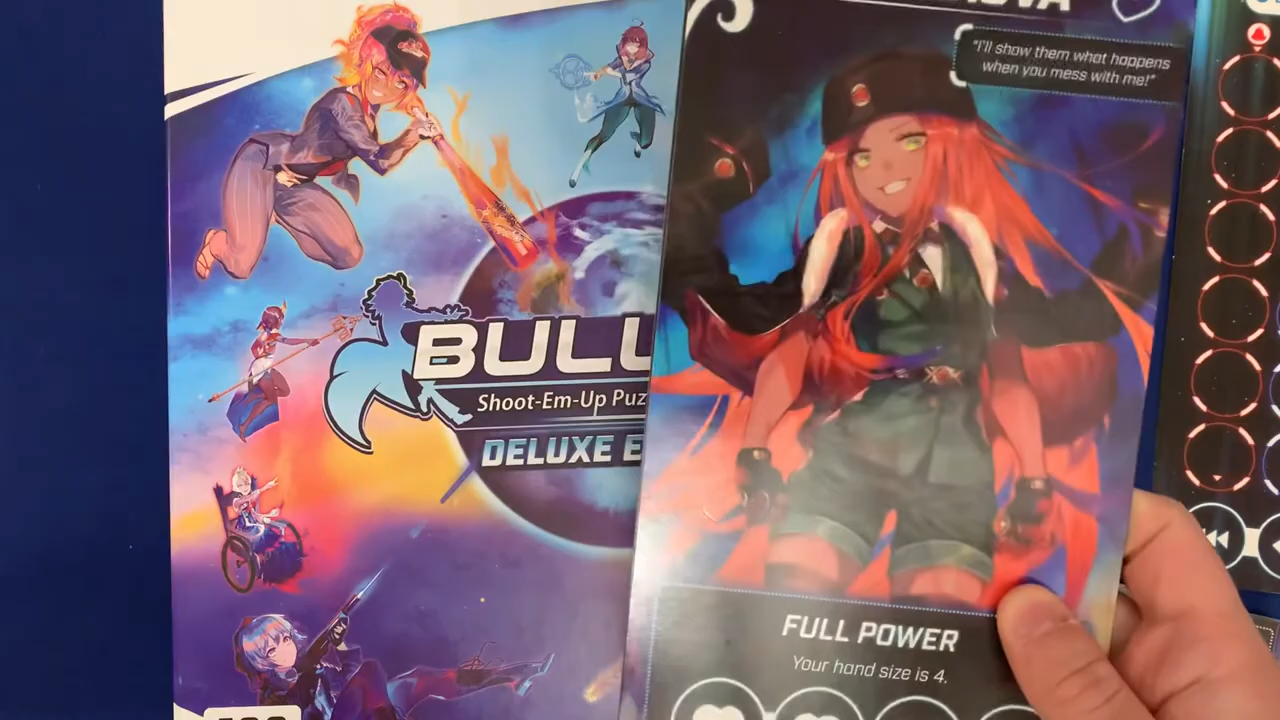 BULL
Shoot-Em-Up Puz
DELUXE E
"I'll show them what happens
when you mess with me!"
FULL POWER
Your hand size is 4.